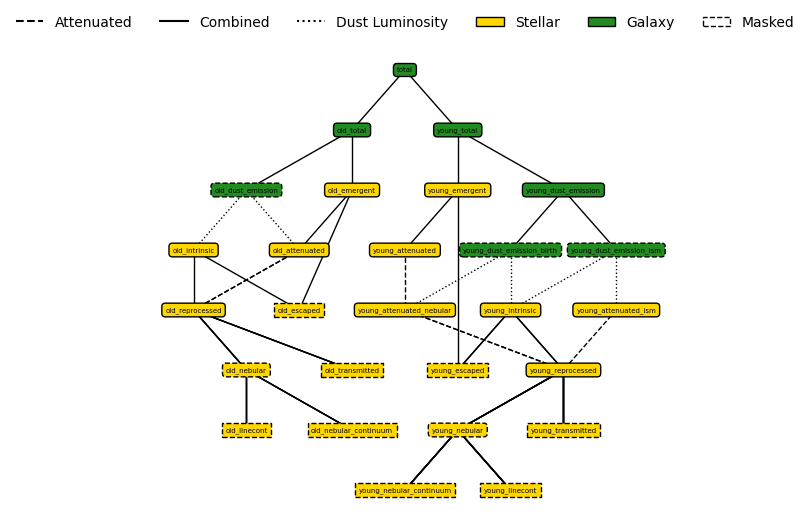 Attenuated Combined Dust Luminosity Stellar Galaxy Masked
total
old_total young_total
old_dust_emission old_emergent young_emergent young_dust_emission
old_intrinsic old_attenuated young_attenuated young_dust_emission_birth young_dust_emission_ism
old_reprocessed old_escaped young_attenuated_nebular young_intrinsic young_attenuated_ism
old_nebular old_transmitted young_escaped young_reprocessed
old_linecont old_nebular_continuum young_nebular young_transmitted
young_nebular_continuum young_linecont